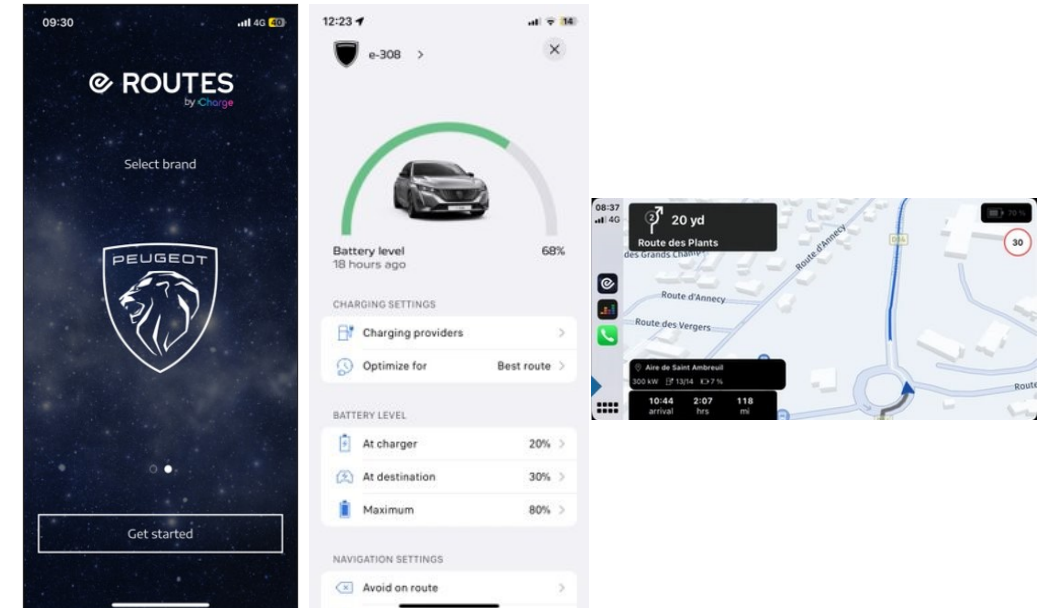 09:30
4G 40
ROUTES
by Charge
Select brand
PEUGEOT
Get started
12:23
14
e-308
Battery level
68%
18 hours ago
CHARGING SETTINGS
Charging providers
Optimize for Best route
BATTERY LEVEL
At charger 20%
At destination 30%
Maximum 80%
NAVIGATION SETTINGS
Avoid on route
08:37
4G
2
20 yd
Route des Plants
des Grands Champs
Route d'Annecy
Route d'Annecy
Route des Vergers
70 %
30
Aire de Saint Ambreuil
300 kW 13/14 7 %
10:44 2:07 118
arrival hrs mi
Route